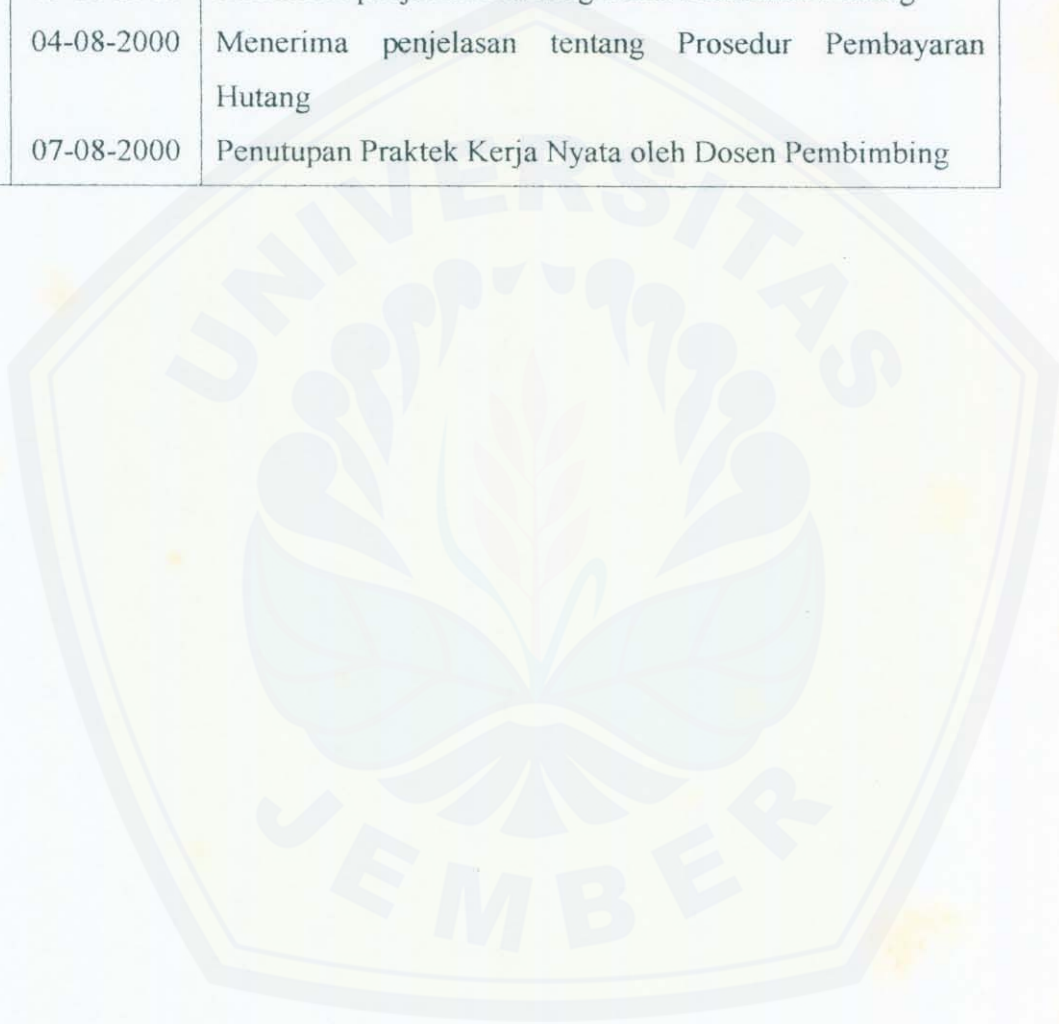 04-08-2000 Menerima penjelasan tentang Prosedur Pembayaran
Hutang
07-08-2000 Penutupan Praktek Kerja Nyata oleh Dosen Pembimbing
UNIVERSITAS
JEMBER